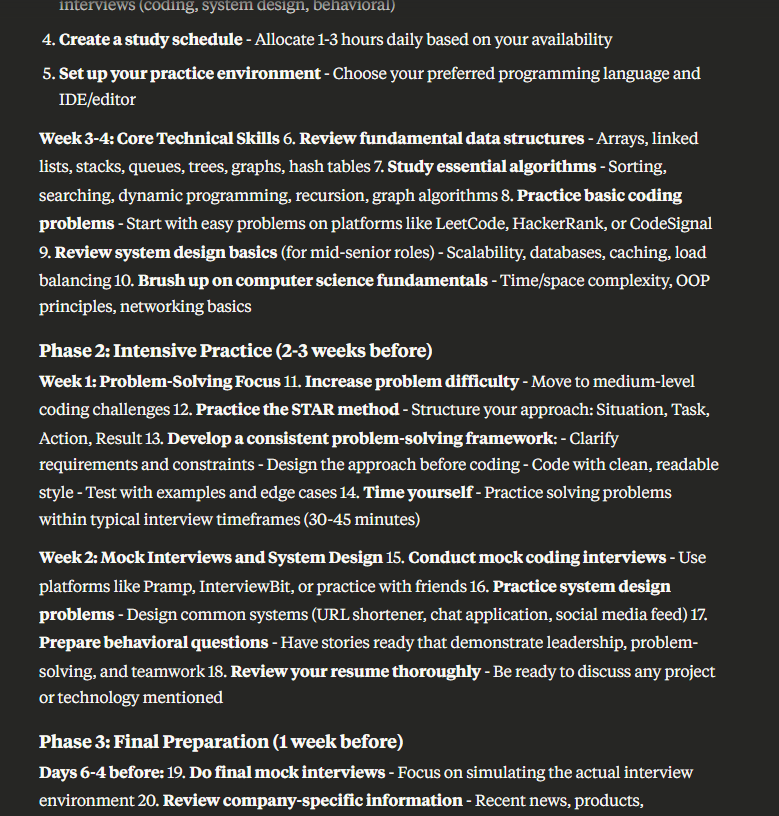 interviews (coding, system design, behavioral)
4. Create a study schedule - Allocate 1-3 hours daily based on your availability
5. Set up your practice environment - Choose your preferred programming language and
IDE/editor
Week 3-4: Core Technical Skills 6. Review fundamental data structures - Arrays, linked
lists, stacks, queues, trees, graphs, hash tables 7. Study essential algorithms - Sorting,
searching, dynamic programming, recursion, graph algorithms 8. Practice basic coding
problems - Start with easy problems on platforms like LeetCode, HackerRank, or CodeSignal
9. Review system design basics (for mid-senior roles) - Scalability, databases, caching, load
balancing 10. Brush up on computer science fundamentals - Time/space complexity, OOP
principles, networking basics
Phase 2: Intensive Practice (2-3 weeks before)
Week 1: Problem-Solving Focus 11. Increase problem difficulty - Move to medium-level
coding challenges 12. Practice the STAR method - Structure your approach: Situation, Task,
Action, Result 13. Develop a consistent problem-solving framework: - Clarify
requirements and constraints - Design the approach before coding - Code with clean, readable
style - Test with examples and edge cases 14. Time yourself - Practice solving problems
within typical interview timeframes (30-45 minutes)
Week 2: Mock Interviews and System Design 15. Conduct mock coding interviews - Use
platforms like Pramp, InterviewBit, or practice with friends 16. Practice system design
problems - Design common systems (URL shortener, chat application, social media feed) 17.
Prepare behavioral questions - Have stories ready that demonstrate leadership, problem-
solving, and teamwork 18. Review your resume thoroughly - Be ready to discuss any project
or technology mentioned
Phase 3: Final Preparation (1 week before)
Days 6-4 before: 19. Do final mock interviews - Focus on simulating the actual interview
environment 20. Review company-specific information - Recent news, products,